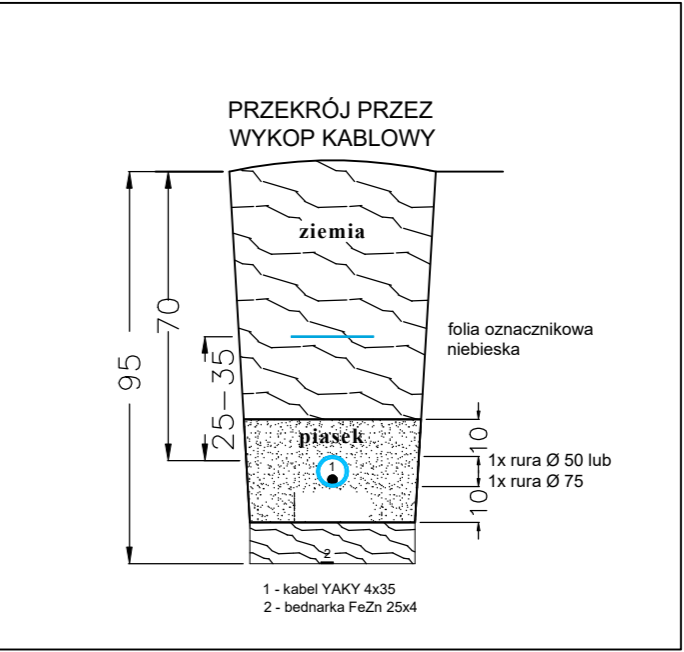 PRZEKRÓJ PRZEZ
WYKOP KABLOWY
ziemia
70
95
25-35
folia oznacznikowa
niebieska
piasek
10
1
1x rura Ø 50 lub
1x rura Ø 75
10
2
1 - kabel YAKY 4x35
2 - bednarka FeZn 25x4